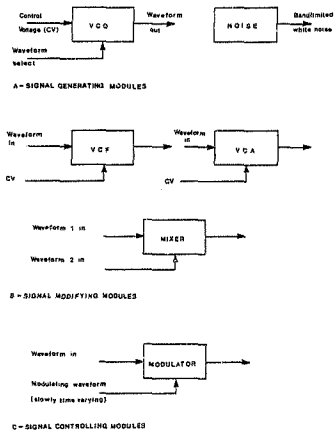 Control
Voltage (CV)
VCO
Waveform
out
Waveform
select
NOISE
Bandlimited
white noise
A-SIGNAL GENERATING MODULES
Waveform
in
VCF
CV
Waveform
in
VCA
CV
Waveform 1 in
MIXER
Waveform 2 in
B-SIGNAL MODIFYING MODULES
Waveform in
MODULATOR
Modulating waveform
(slowly time varying)
C-SIGNAL CONTROLLING MODULES